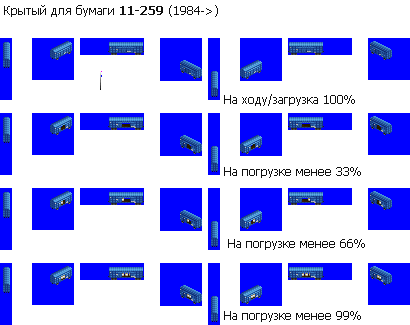 Крытый для бумаги 11-259 (1984->)
На ходу/загрузка 100%
На погрузке менее 33%
На погрузке менее 66%
На погрузке менее 99%